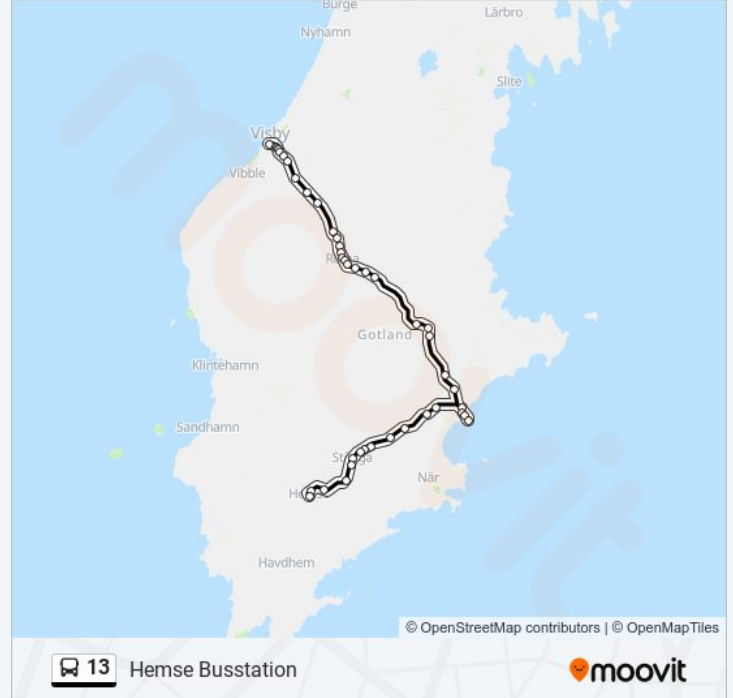 Burge
Lärbro
Nyhamn
Slite
Visby
Vibble
Gotland
Klintehamn
Sandhamn
När
Havdhem
© OpenStreetMap contributors | © OpenMapTiles
13 Hemse Busstation
moovit